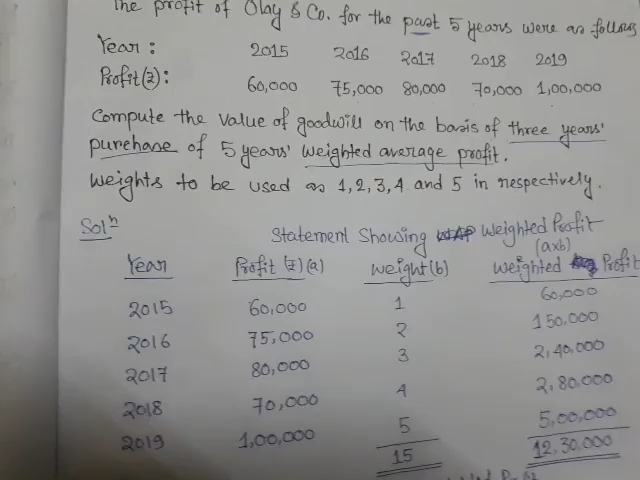 The profit of Olay & Co. for the past 5 years were as follows
Year: 2015 2016 2017 2018 2019
Profit(₹): 60,000 75,000 80,000 70,000 1,00,000
Compute the value of goodwill on the basis of three years'
purchase of 5 years' weighted average profit.
Weights to be used as 1, 2, 3, 4 and 5 in respectively.
Solⁿ
Statement Showing Weighted Profit
Year Profit (₹)(a) Weight(b) (axb) Weighted Profit
2015 60,000 1 60,000
2016 75,000 2 150,000
2017 80,000 3 2,40,000
2018 70,000 4 2,80,000
2019 1,00,000 5 5,00,000
15 12,30,000